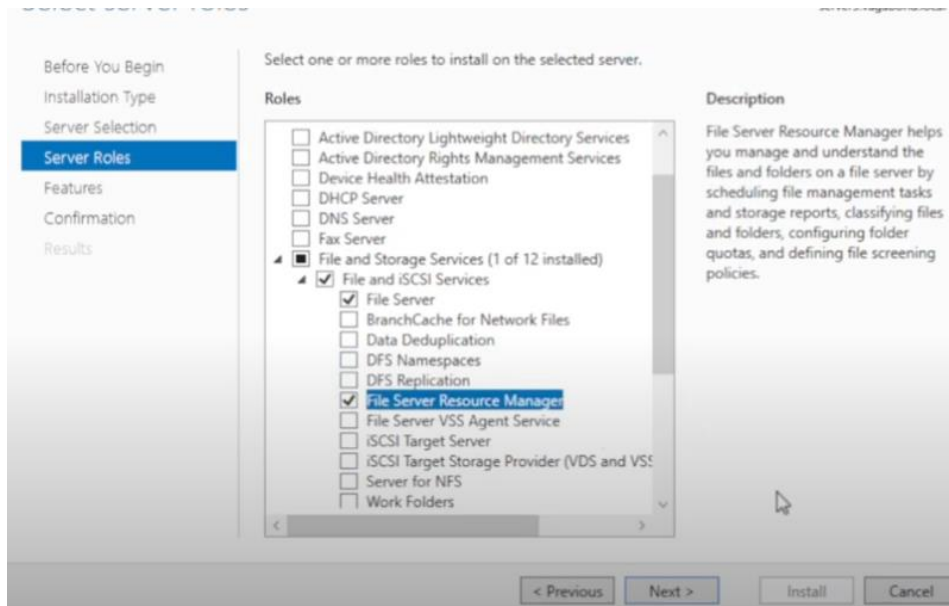 Before You Begin
Installation Type
Server Selection
Server Roles
Features
Confirmation
Results
Select one or more roles to install on the selected server.
Roles
Active Directory Lightweight Directory Services
Active Directory Rights Management Services
Device Health Attestation
DHCP Server
DNS Server
Fax Server
File and Storage Services (1 of 12 installed)
File and iSCSI Services
File Server
BranchCache for Network Files
Data Deduplication
DFS Namespaces
DFS Replication
File Server Resource Manager
File Server VSS Agent Service
iSCSI Target Server
iSCSI Target Storage Provider (VDS and VSS
Server for NFS
Work Folders
Description
File Server Resource Manager helps
you manage and understand the
files and folders on a file server by
scheduling file management tasks
and storage reports, classifying files
and folders, configuring folder
quotas, and defining file screening
policies.
< Previous
Next >
Install
Cancel